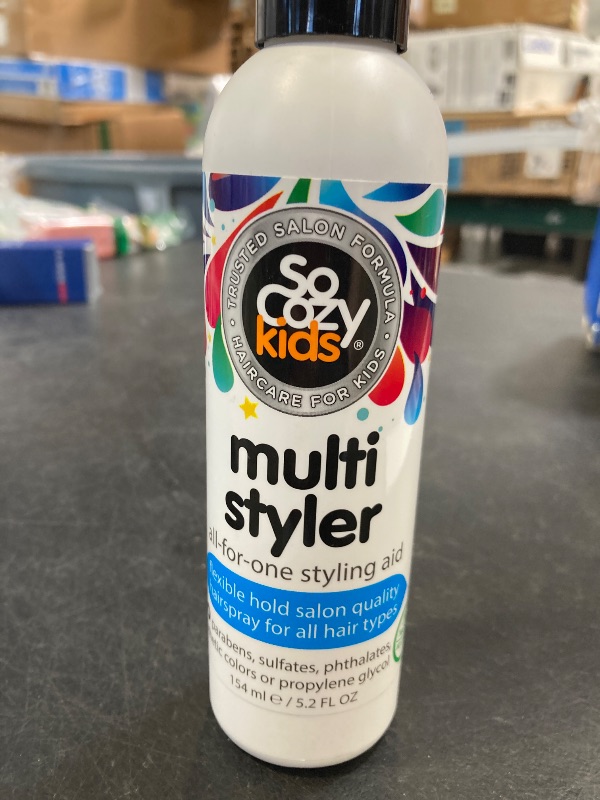 TRUSTED SALON FORMULA
So
Cozy
kids®
HAIRCARE FOR KIDS
multi
styler
all-for-one styling aid
flexible hold salon quality
hairspray for all hair types
parabens, sulfates, phthalates,
colors or propylene glycol
154 ml ℮ / 5.2 FL OZ